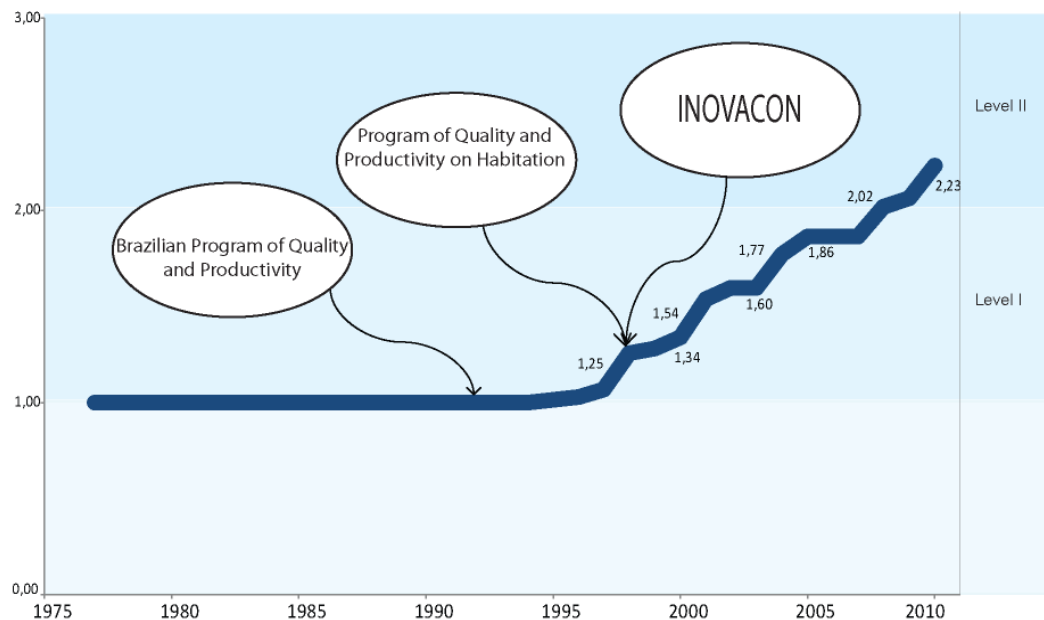 3,00
INOVACON
Level II
Program of Quality and
Productivity on Habitation
2,00
2,02
2,23
Brazilian Program of Quality
and Productivity
1,77
1,86
Level I
1,54
1,60
1,25
1,34
1,00
0,00
1975
1980
1985
1990
1995
2000
2005
2010